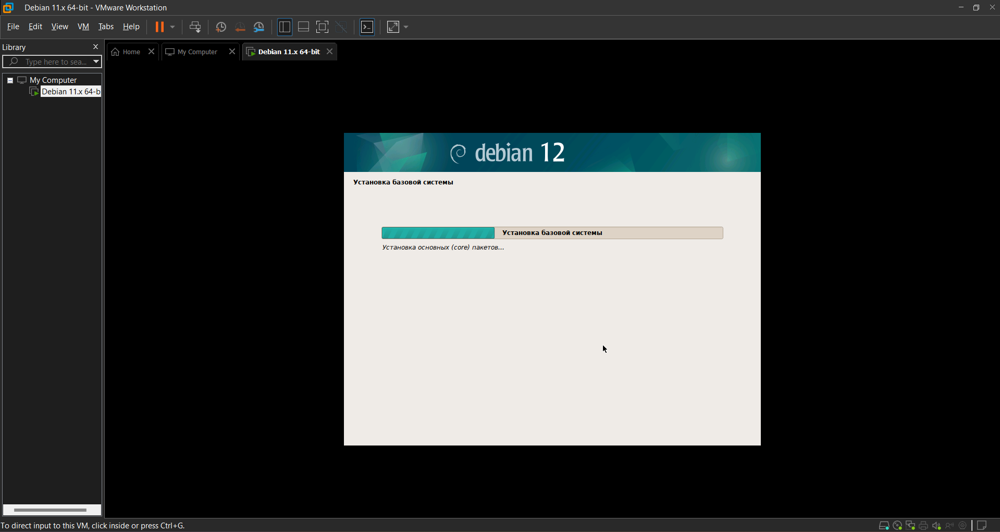 Debian 11.x 64-bit - VMware Workstation
File Edit View VM Tabs Help
Library
Home
My Computer
Debian 11.x 64-bit
Type here to sea...
My Computer
Debian 11.x 64-b
debian 12
Установка базовой системы
Установка базовой системы
Установка основных (core) пакетов...
To direct input to this VM, click inside or press Ctrl+G.